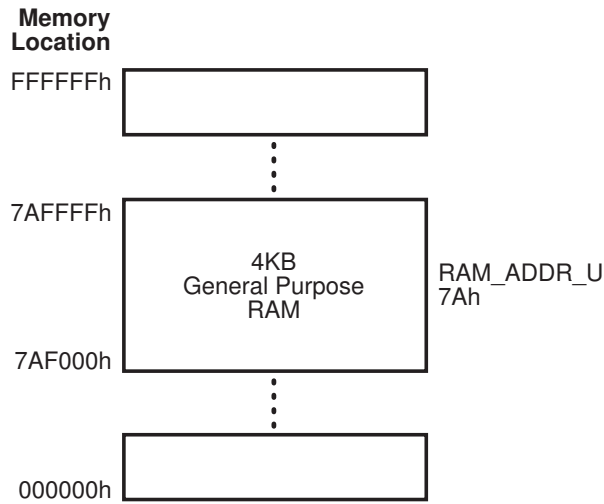 Memory
Location
FFFFFFh
7AFFFFh
4KB
General Purpose
RAM
RAM_ADDR_U
7Ah
7AF000h
000000h